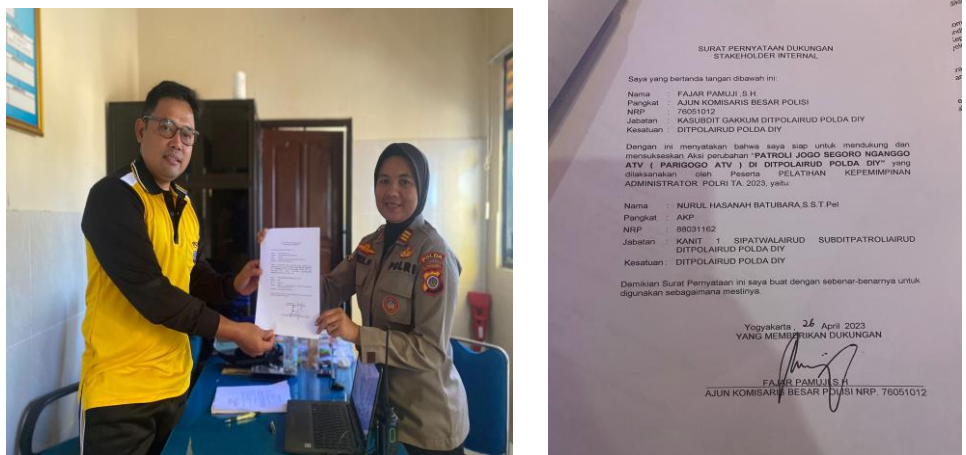 POLRI
POLDA
SURAT PERNYATAAN DUKUNGAN
STAKEHOLDER INTERNAL
Saya yang bertanda tangan dibawah ini:
Nama : FAJAR PAMUJI ,S.H.
Pangkat : AJUN KOMISARIS BESAR POLISI
NRP : 76051012
Jabatan : KASUBDIT GAKKUM DITPOLAIRUD POLDA DIY
Kesatuan : DITPOLAIRUD POLDA DIY
Dengan ini menyatakan bahwa saya siap untuk mendukung dan
mensukseskan Aksi perubahan "PATROLI JOGO SEGORO NGANGGO
ATV ( PARIGOGO ATV ) DI DITPOLAIRUD POLDA DIY" yang
dilaksanakan oleh Peserta PELATIHAN KEPEMIMPINAN
ADMINISTRATOR POLRI TA. 2023, yaitu:
Nama : NURUL HASANAH BATUBARA,S.S.T.Pel
Pangkat : AKP
NRP : 88031162
Jabatan : KANIT 1 SIPATWALAIRUD SUBDITPATROLIAIRUD
DITPOLAIRUD POLDA DIY
Kesatuan : DITPOLAIRUD POLDA DIY
Demikian Surat Pernyataan ini saya buat dengan sebenar-benarnya untuk
digunakan sebagaimana mestinya.
Yogyakarta , 26 April 2023
YANG MEMBERIKAN DUKUNGAN
FAJAR PAMUJI,S.H
AJUN KOMISARIS BESAR POLISI NRP. 76051012